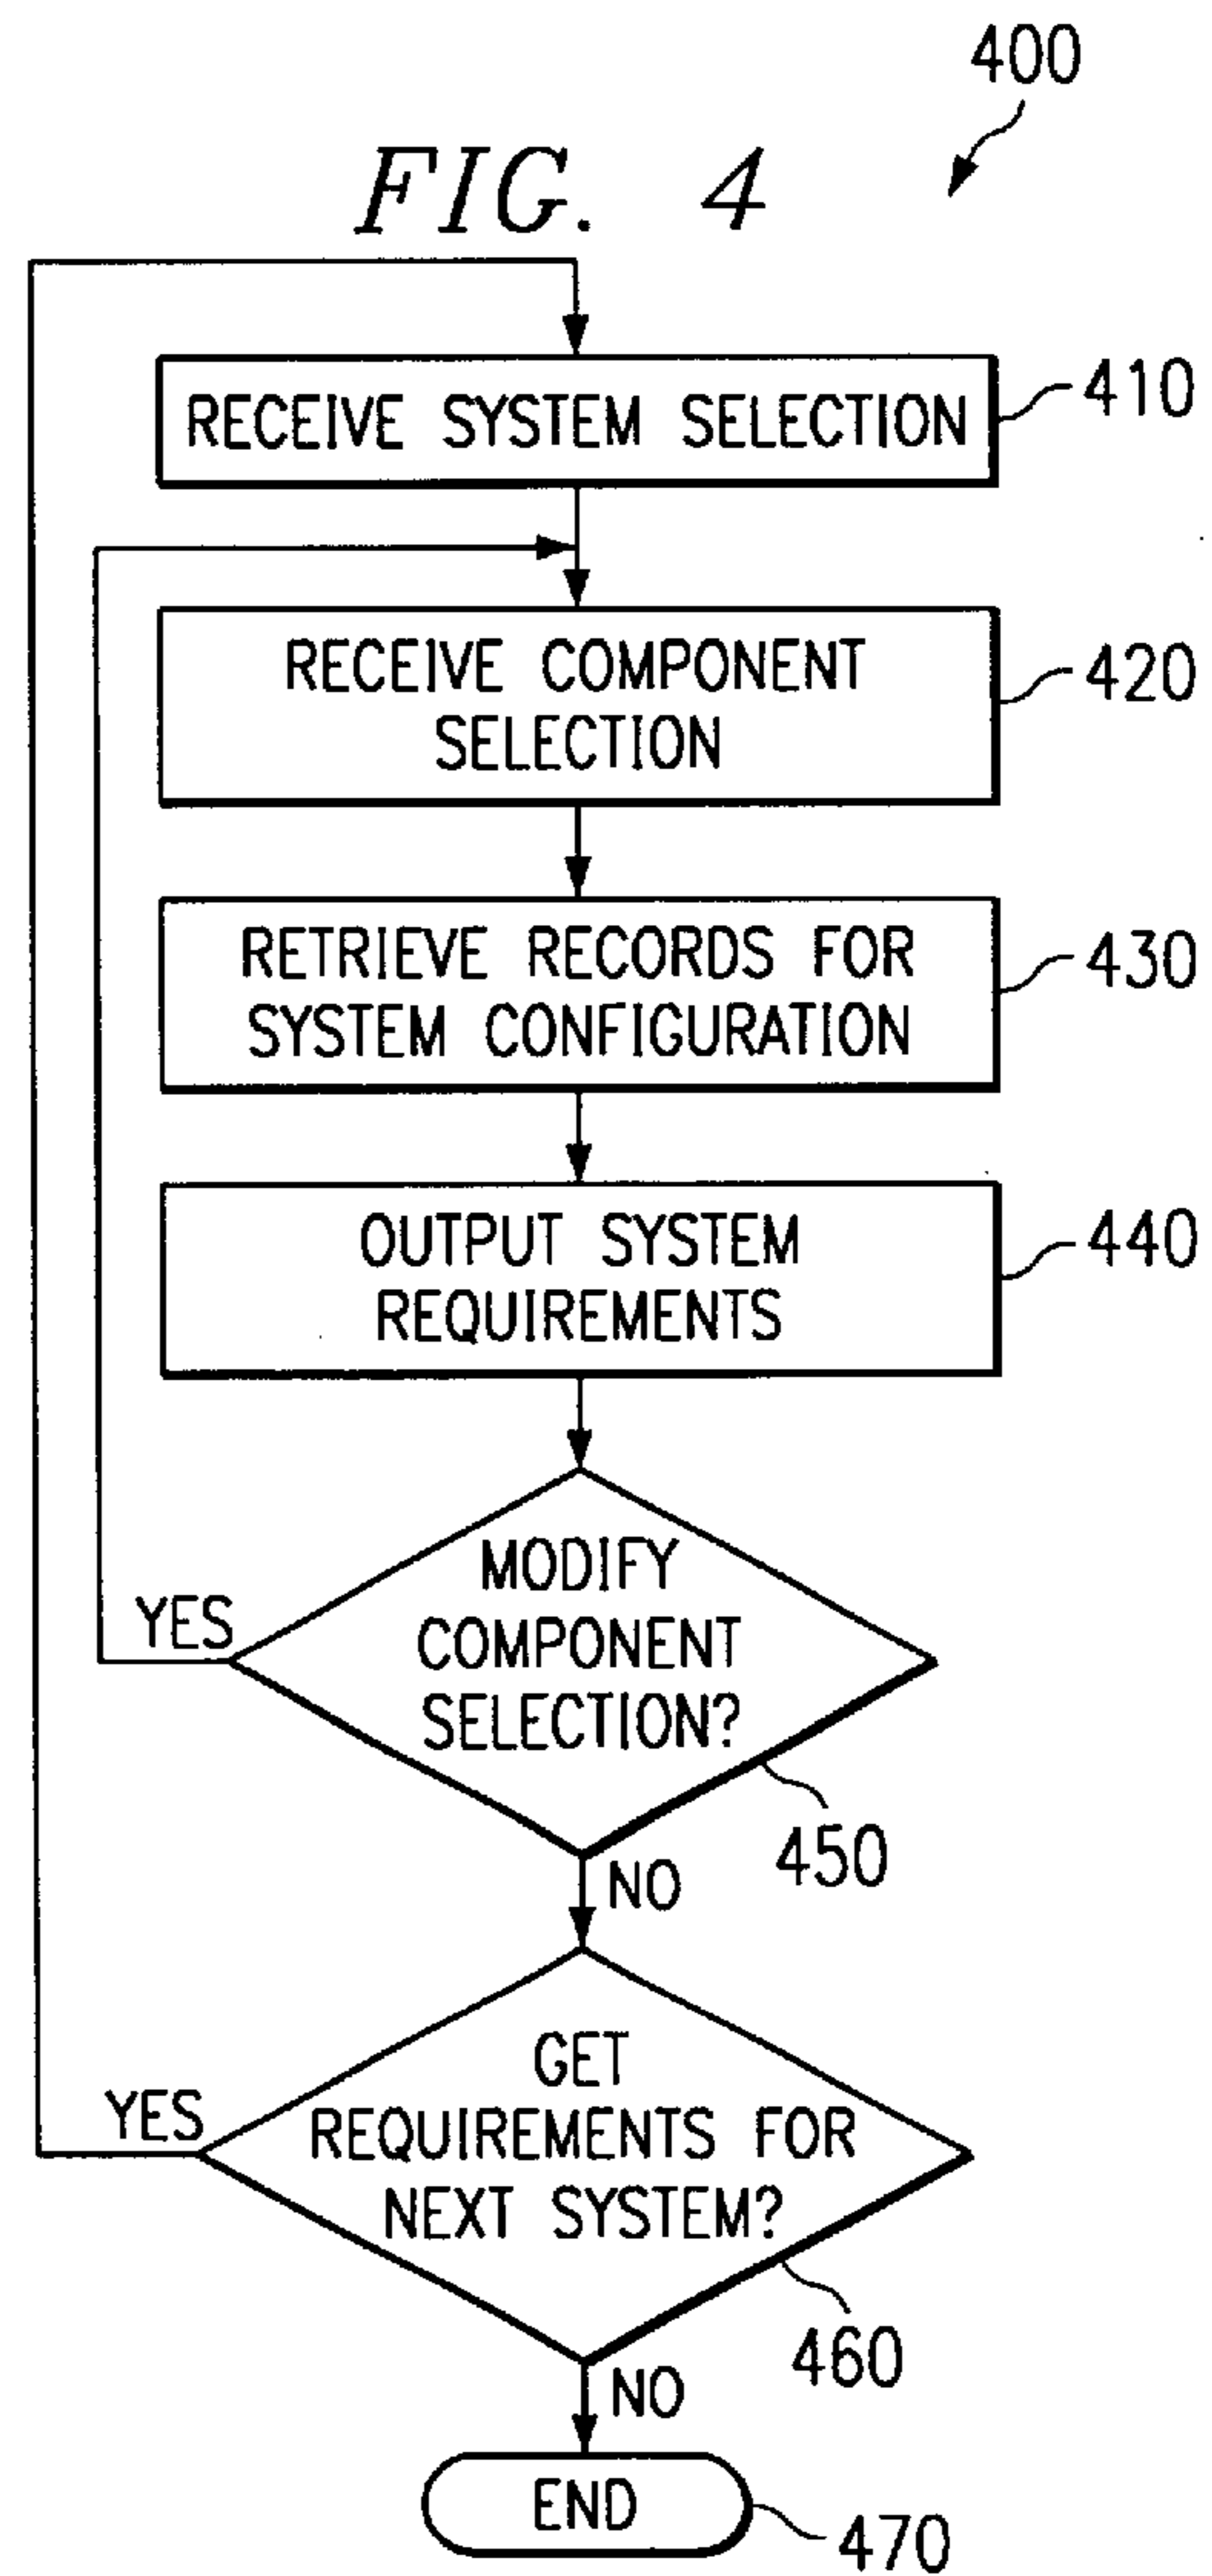 400
FIG. 4
RECEIVE SYSTEM SELECTION
410
RECEIVE COMPONENT
SELECTION
420
RETRIEVE RECORDS FOR
SYSTEM CONFIGURATION
430
OUTPUT SYSTEM
REQUIREMENTS
440
MODIFY
COMPONENT
SELECTION?
YES
450
NO
GET
REQUIREMENTS FOR
NEXT SYSTEM?
YES
460
NO
END
470